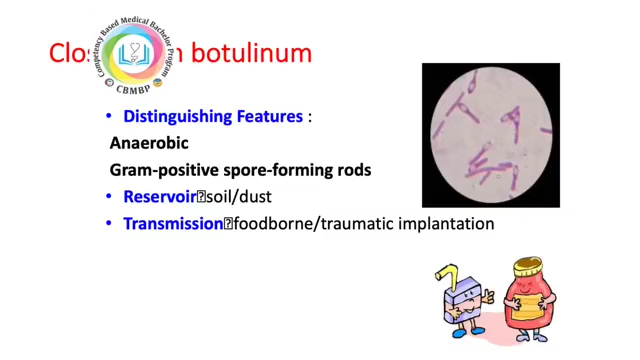 Clos
botulinum
Competency Based Medical Bachelor Program
CBMBP
• Distinguishing Features :
Anaerobic
Gram-positive spore-forming rods
• Reservoir⍰soil/dust
• Transmission⍰foodborne/traumatic implantation